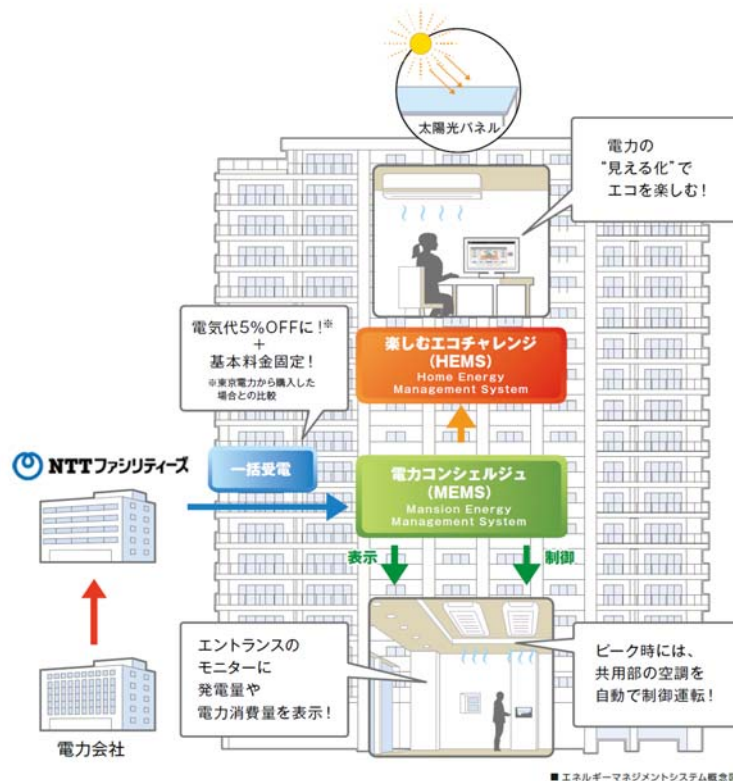 太陽光パネル
電力の
“見える化”で
エコを楽しむ！
電気代5%OFFに！※
+
基本料金固定！
※東京電力から購入した
場合との比較
楽しむエコチャレンジ
(HEMS)
Home Energy
Management System
NTTファシリティーズ
一括受電
電力コンシェルジュ
(MEMS)
Mansion Energy
Management System
表示
制御
エントランスの
モニターに
発電量や
電力消費量を表示！
ピーク時には、
共用部の空調を
自動で制御運転！
電力会社
■エネルギーマネジメントシステム概念